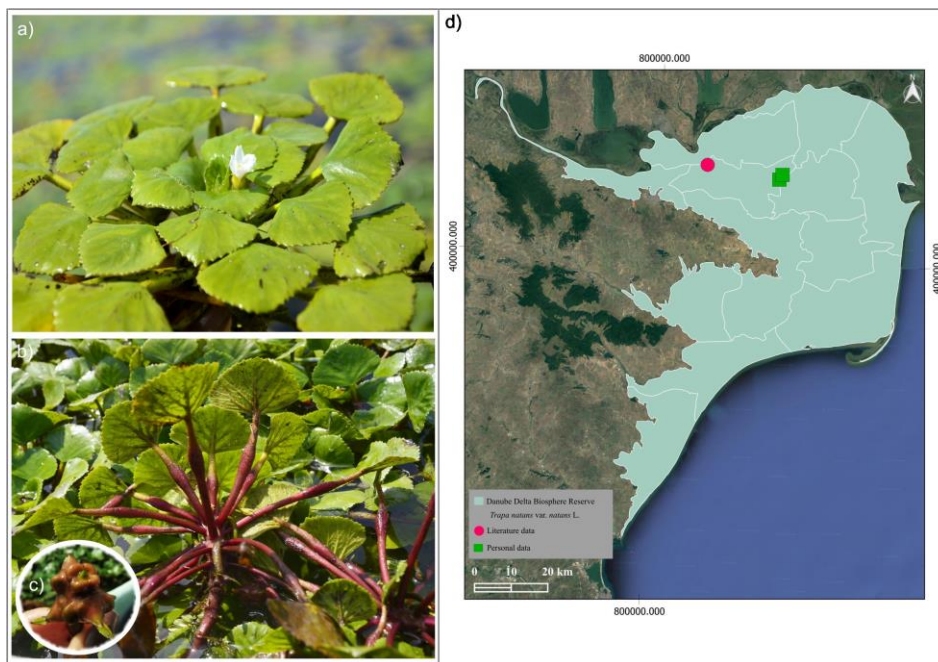 a)
b)
c)
d)
800000.000
400000.000
400000.000
Danube Delta Biosphere Reserve
Trapa natans var. natans L.
Literature data
Personal data
0 10 20 km
800000.000